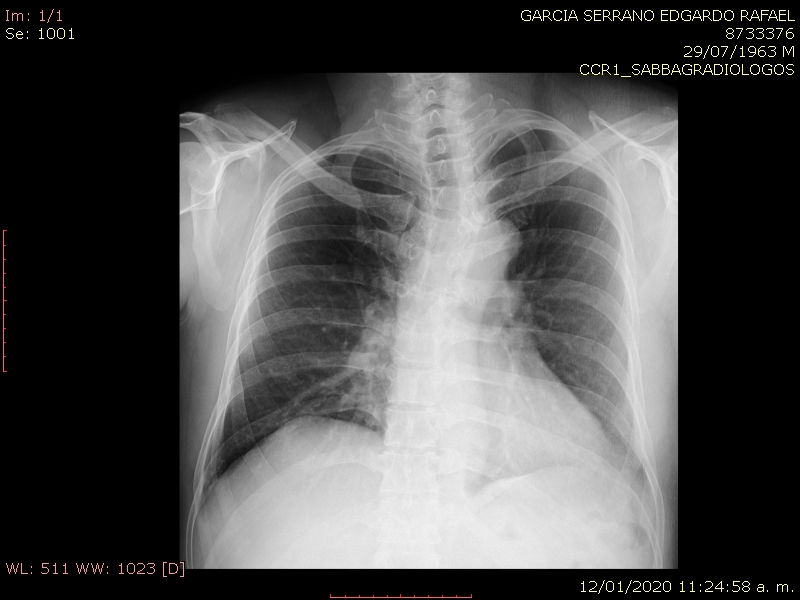 Im: 1/1
Se: 1001
GARCIA SERRANO EDGARDO RAFAEL
8733376
29/07/1963 M
CCR1_SABBAGRADIOLOGOS
WL: 511 WW: 1023 [D]
12/01/2020 11:24:58 a. m.